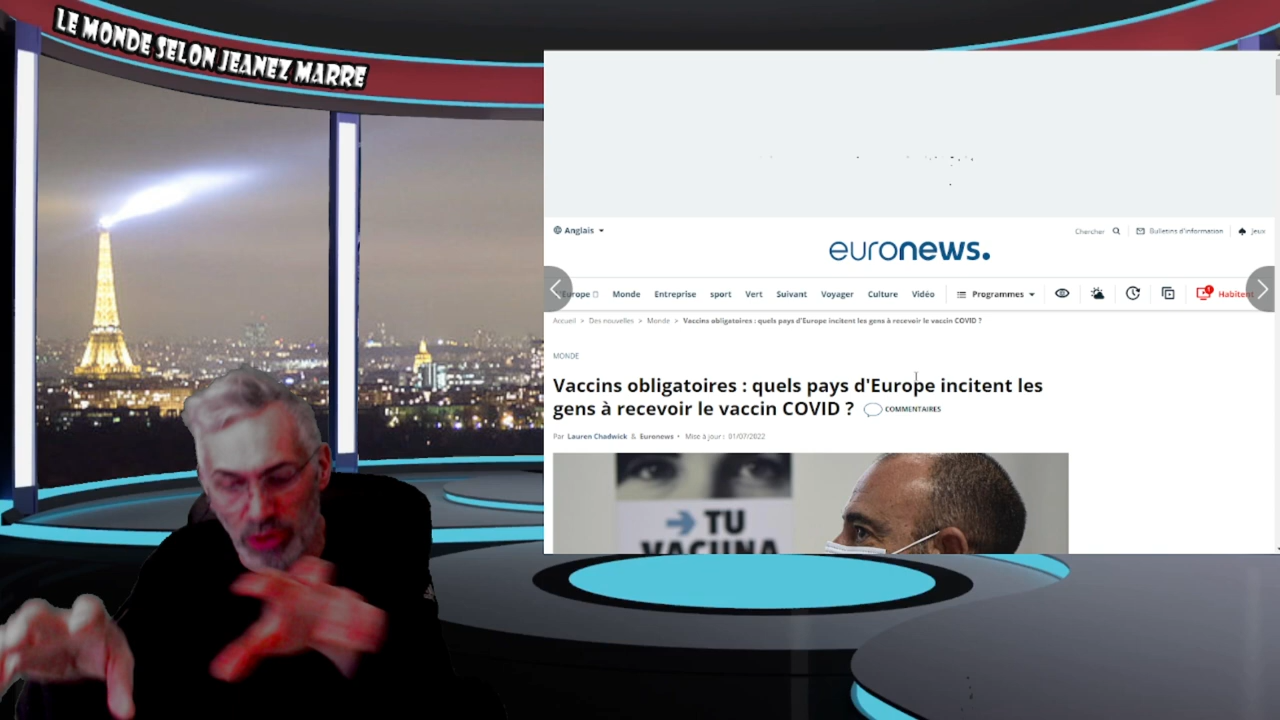 LE MONDE SELON JEANEZ MARRE
Anglais
euronews.
Chercher
Bulletins d'information
Jeux
Europe
Monde
Entreprise
sport
Vert
Suivant
Voyager
Culture
Vidéo
Programmes
1
Habitent
Accueil > Des nouvelles > Monde > Vaccins obligatoires : quels pays d'Europe incitent les gens à recevoir le vaccin COVID ?
MONDE
Vaccins obligatoires : quels pays d'Europe incitent les
gens à recevoir le vaccin COVID ?
COMMENTAIRES
Par Lauren Chadwick & Euronews • Mise à jour : 01/07/2022
→ TU
VACUNA